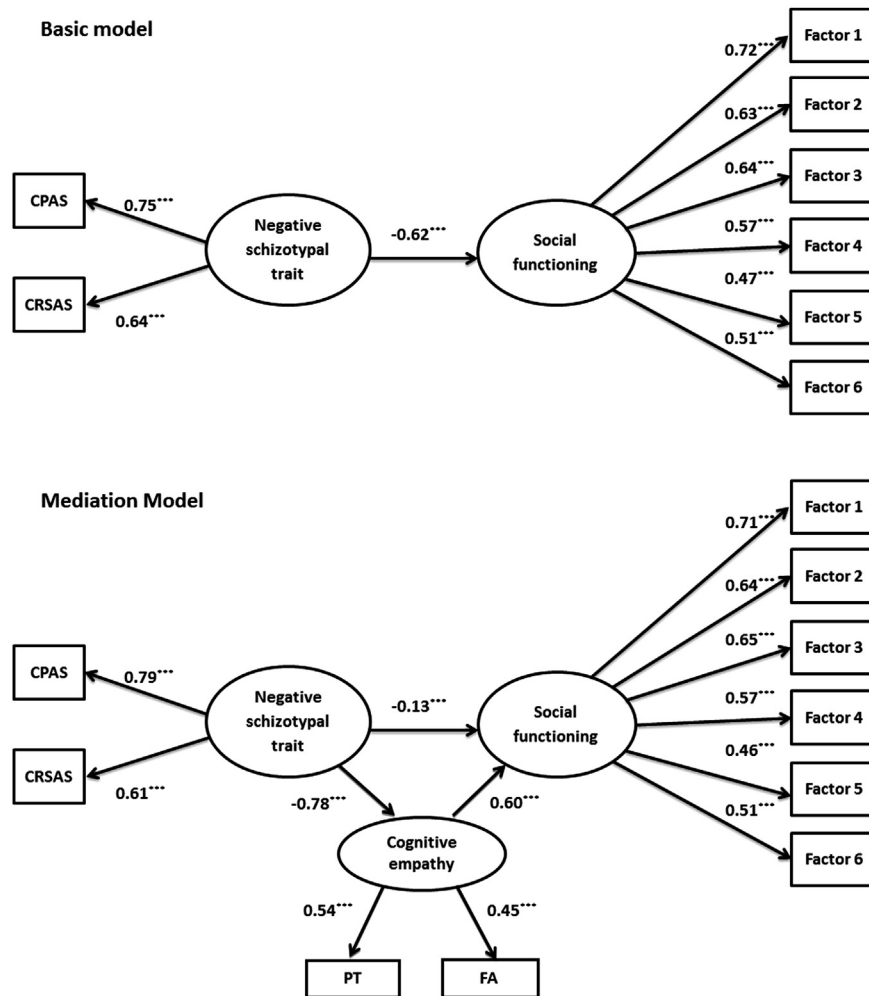 Basic model
Factor 1
0.72***
Factor 2
0.63***
Factor 3
0.64***
CPAS
0.75***
Negative
schizotypal
trait
-0.62***
Social
functioning
0.57***
Factor 4
0.47***
CRSAS
0.64***
Factor 5
0.51***
Factor 6
Mediation Model
Factor 1
0.71***
Factor 2
0.64***
Factor 3
0.65***
CPAS
0.79***
Negative
schizotypal
trait
-0.13***
Social
functioning
0.57***
Factor 4
0.46***
CRSAS
0.61***
Factor 5
-0.78***
0.60***
0.51***
Cognitive
empathy
Factor 6
0.54***
0.45***
PT
FA